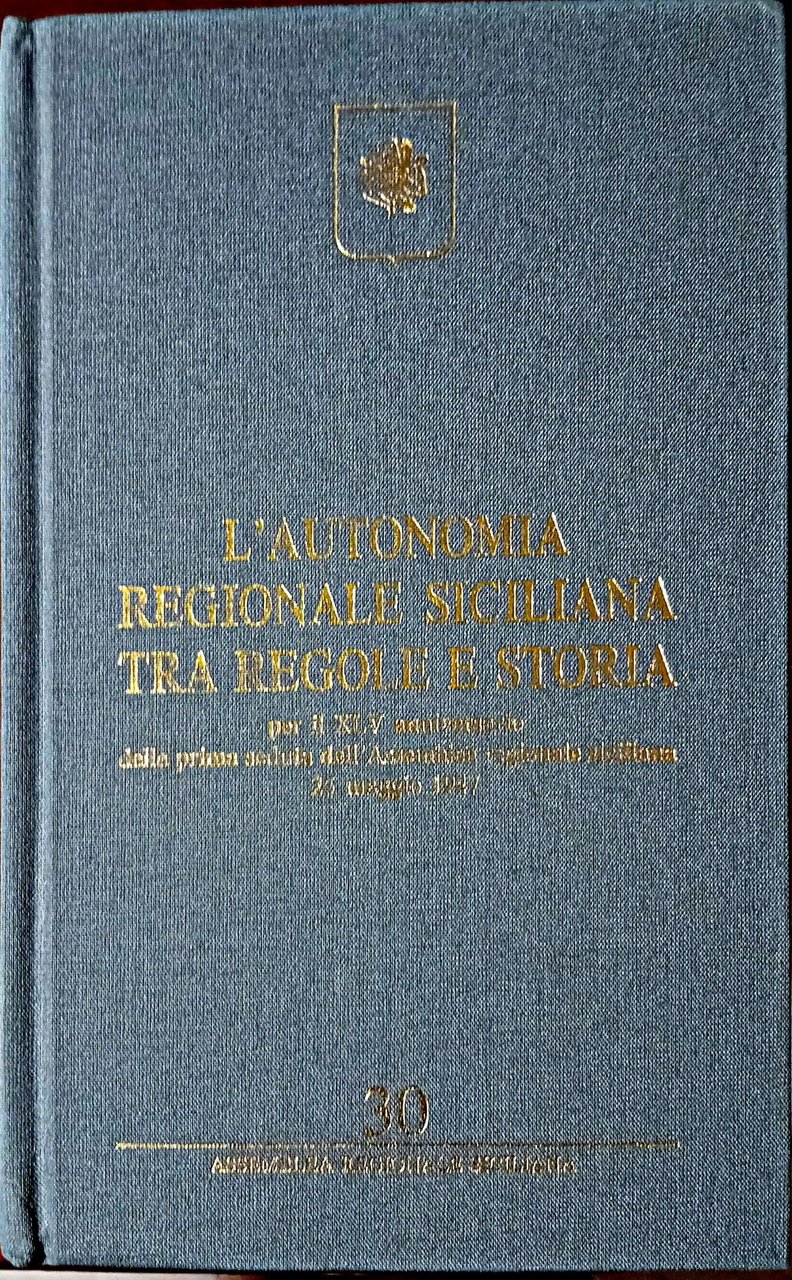 L'AUTONOMIA
REGIONALE SICILIANA
TRA REGOLE E STORIA
per il XLV anniversario
della prima seduta dell'Assemblea regionale siciliana
25 maggio 1947
30
ASSEMBLEA REGIONALE SICILIANA